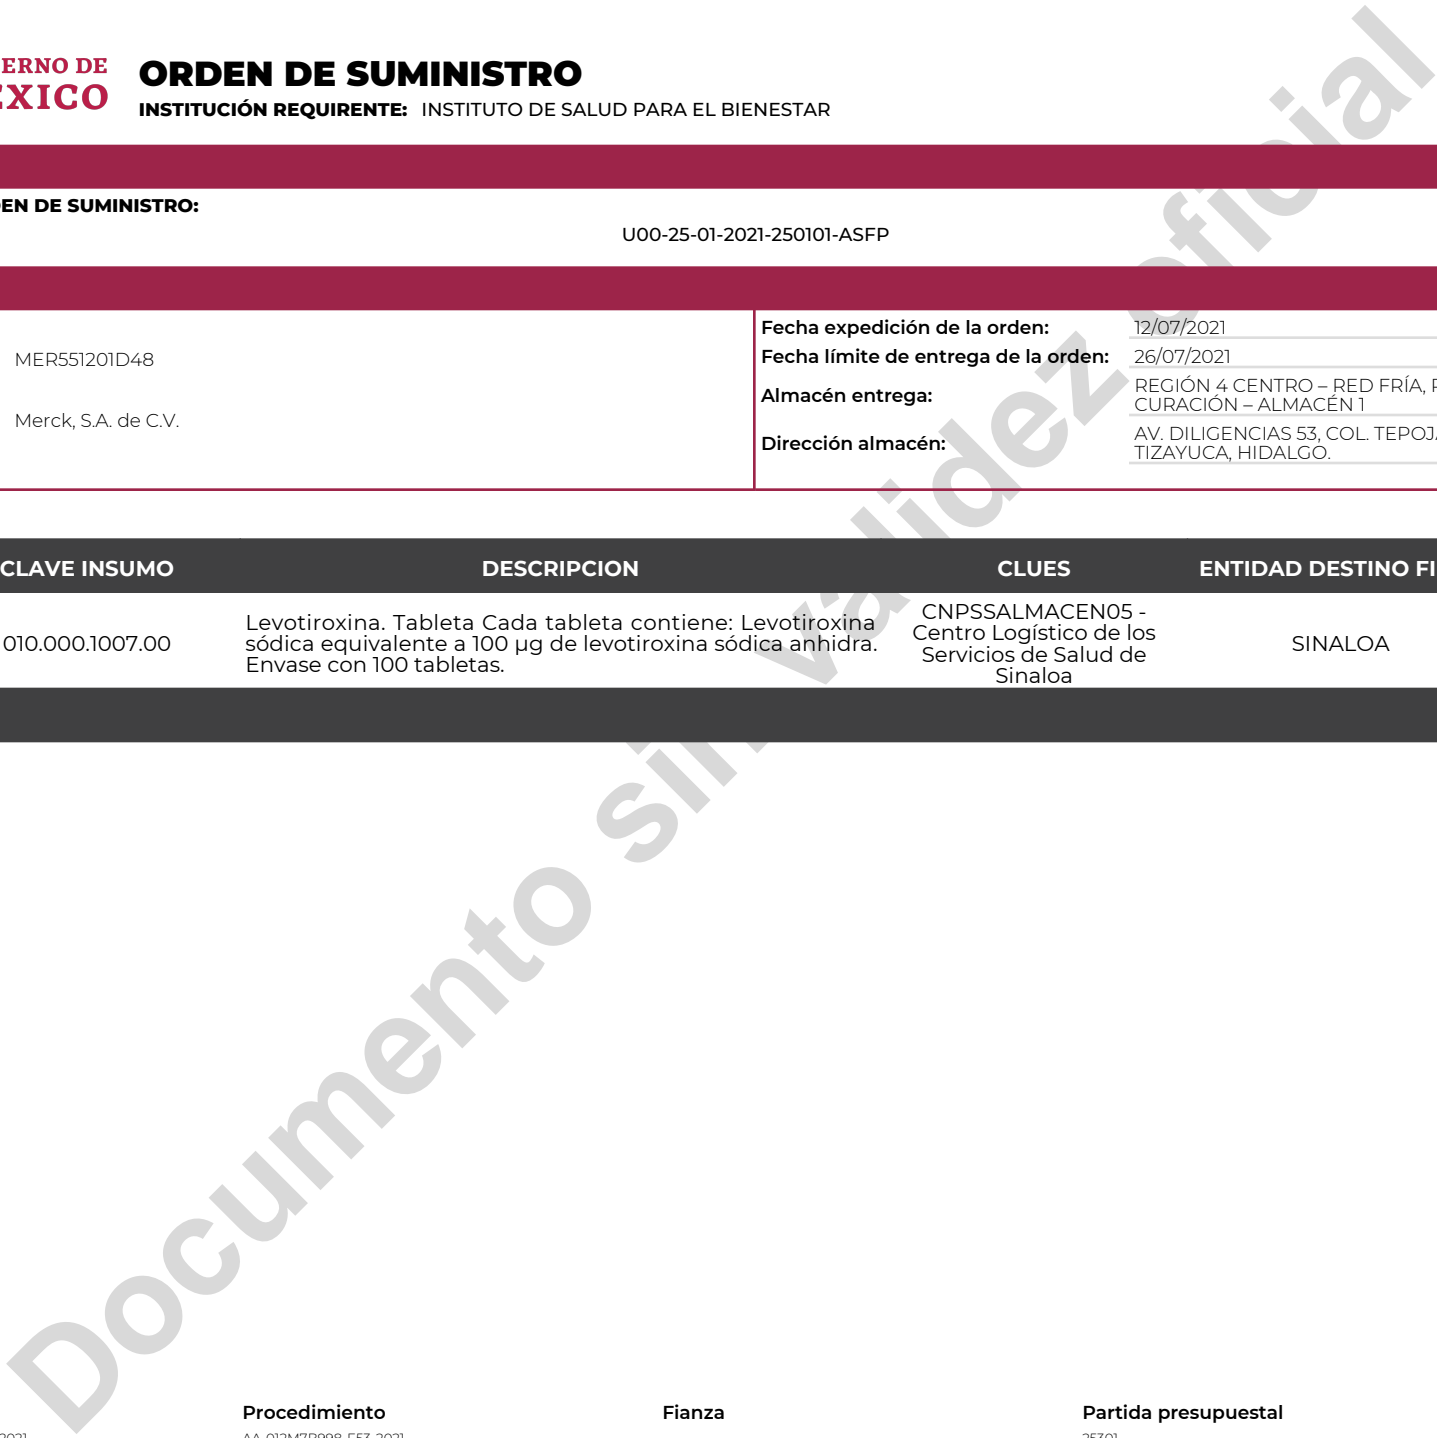 ERNO DE
ÉXICO
ORDEN DE SUMINISTRO
INSTITUCIÓN REQUIRENTE: INSTITUTO DE SALUD PARA EL BIENESTAR
EN DE SUMINISTRO:
U00-25-01-2021-250101-ASFP
MER551201D48
Merck, S.A. de C.V.
Fecha expedición de la orden: 12/07/2021
Fecha límite de entrega de la orden: 26/07/2021
Almacén entrega: REGIÓN 4 CENTRO – RED FRÍA,
CURACIÓN – ALMACÉN 1
Dirección almacén: AV. DILIGENCIAS 53, COL. TEPOJ
TIZAYUCA, HIDALGO.
CLAVE INSUMO DESCRIPCION CLUES ENTIDAD DESTINO FI
010.000.1007.00
Levotiroxina. Tableta Cada tableta contiene: Levotiroxina
sódica equivalente a 100 µg de levotiroxina sódica anhidra.
Envase con 100 tabletas.
CNPSSALMACEN05 -
Centro Logístico de los
Servicios de Salud de
Sinaloa
SINALOA
Documento sin validez oficial
Procedimiento Fianza Partida presupuestal